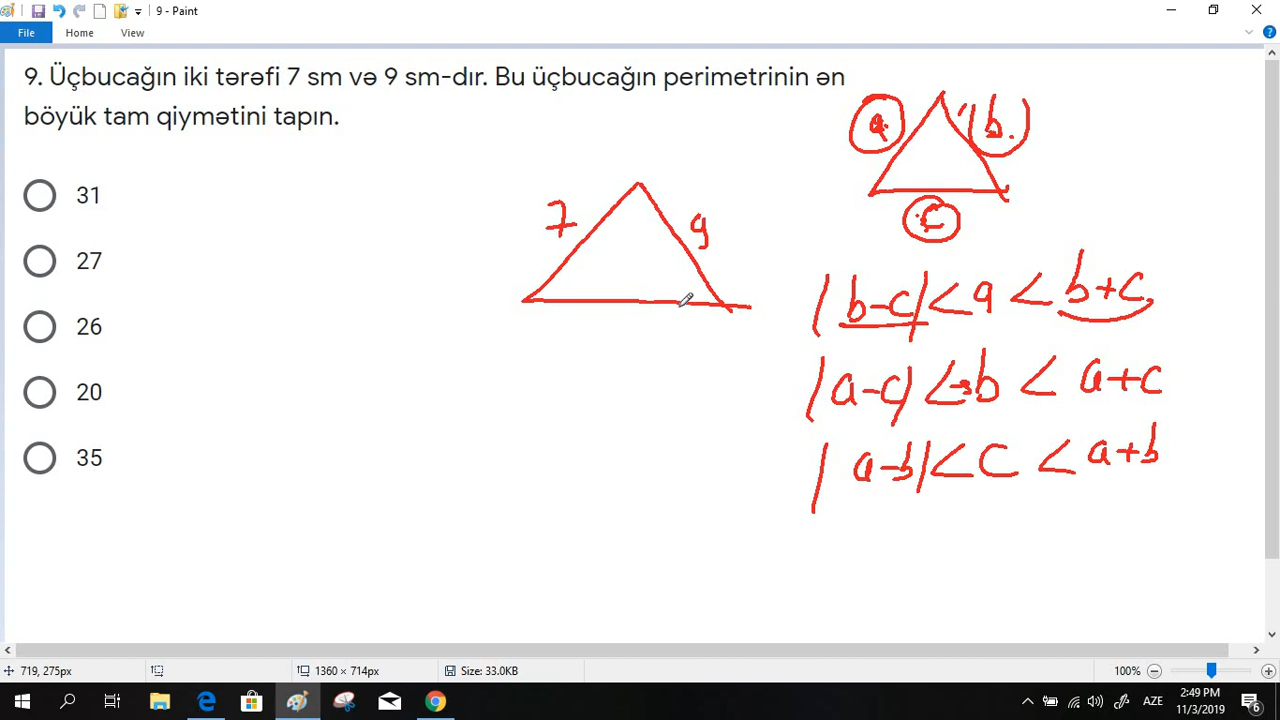 9 - Paint
File Home View
9. Üçbucağın iki tərəfi 7 sm və 9 sm-dır. Bu üçbucağın perimetrinin ən
böyük tam qiymətini tapın.
31
27
26
20
35
7 9
a b
c
|b-c|<a<b+c
|a-c|<b<a+c
|a-b|<c<a+b
719, 275px 1360 × 714px Size: 33.0KB 100%
AZE 2:49 PM
11/3/2019 6